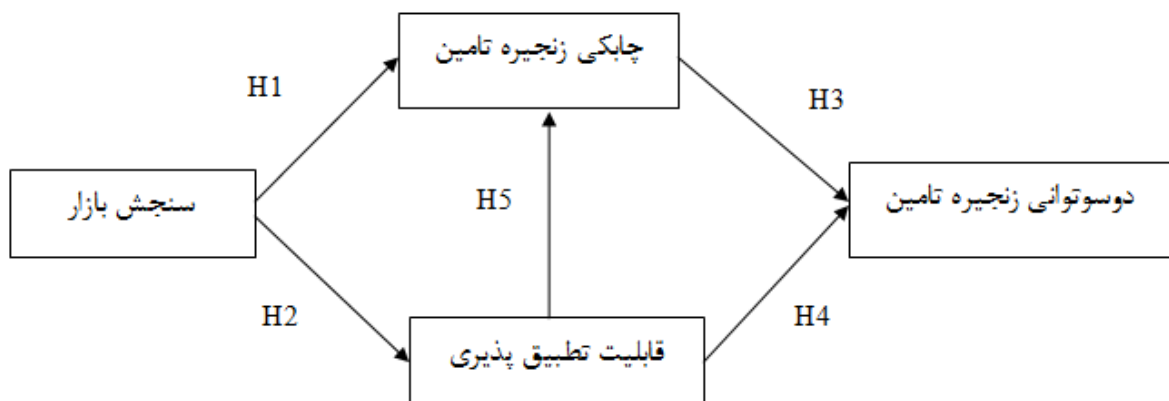 چابکی زنجیره تامین
H1
H3
سنجش بازار
H5
دوسوتوانی زنجیره تامین
H2
H4
قابلیت تطبیق پذیری